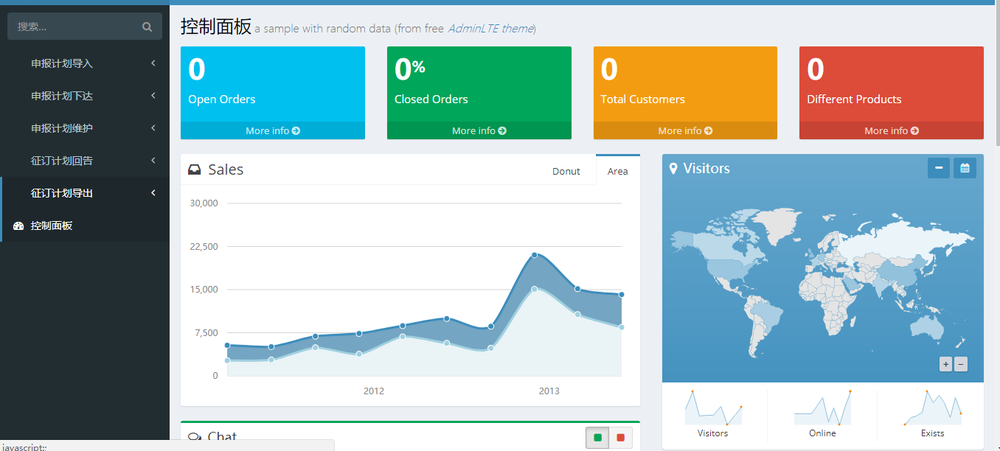 搜索...
申报计划导入
申报计划下达
申报计划维护
征订计划回告
征订计划导出
控制面板
控制面板 a sample with random data (from free AdminLTE theme)
0
Open Orders
More info
0%
Closed Orders
More info
0
Total Customers
More info
0
Different Products
More info
Sales
Donut
Area
30,000
22,500
15,000
7,500
0
2012
2013
Visitors
+
−
Visitors
Online
Exists
Chat
javascript:;